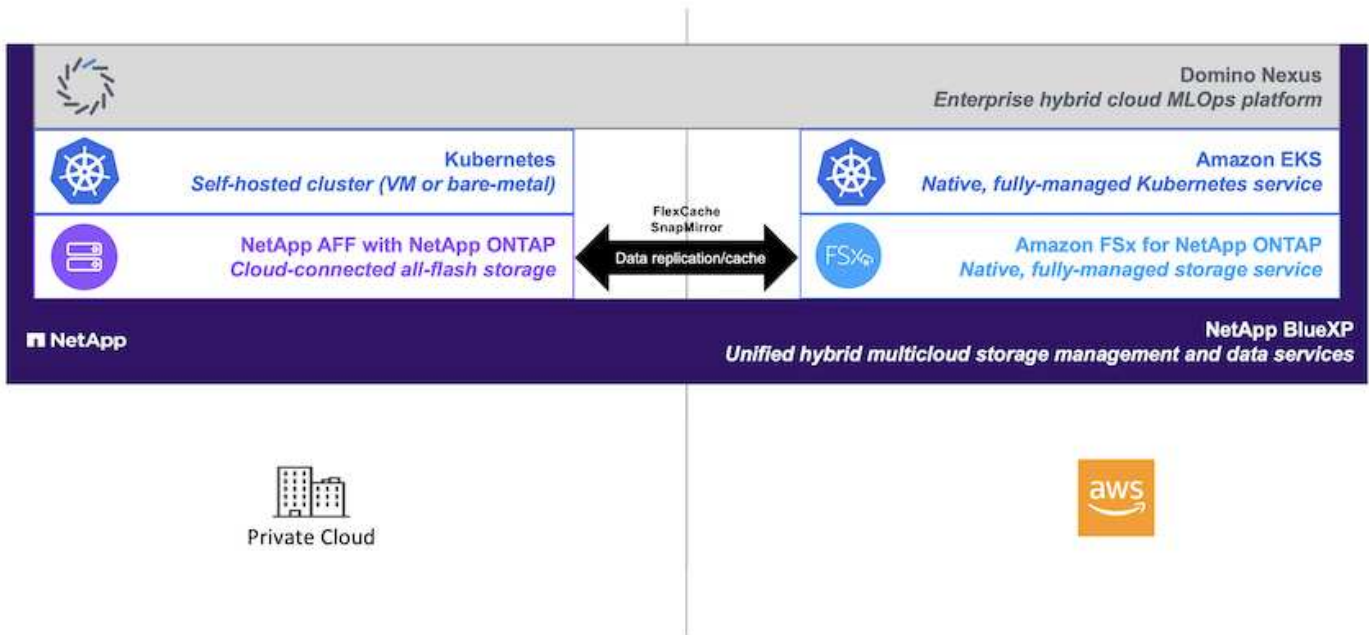 Domino Nexus
Enterprise hybrid cloud MLOps platform
Kubernetes
Self-hosted cluster (VM or bare-metal)
Amazon EKS
Native, fully-managed Kubernetes service
FlexCache
SnapMirror
Data replication/cache
NetApp AFF with NetApp ONTAP
Cloud-connected all-flash storage
FSx
Amazon FSx for NetApp ONTAP
Native, fully-managed storage service
NetApp
NetApp BlueXP
Unified hybrid multicloud storage management and data services
Private Cloud
aws